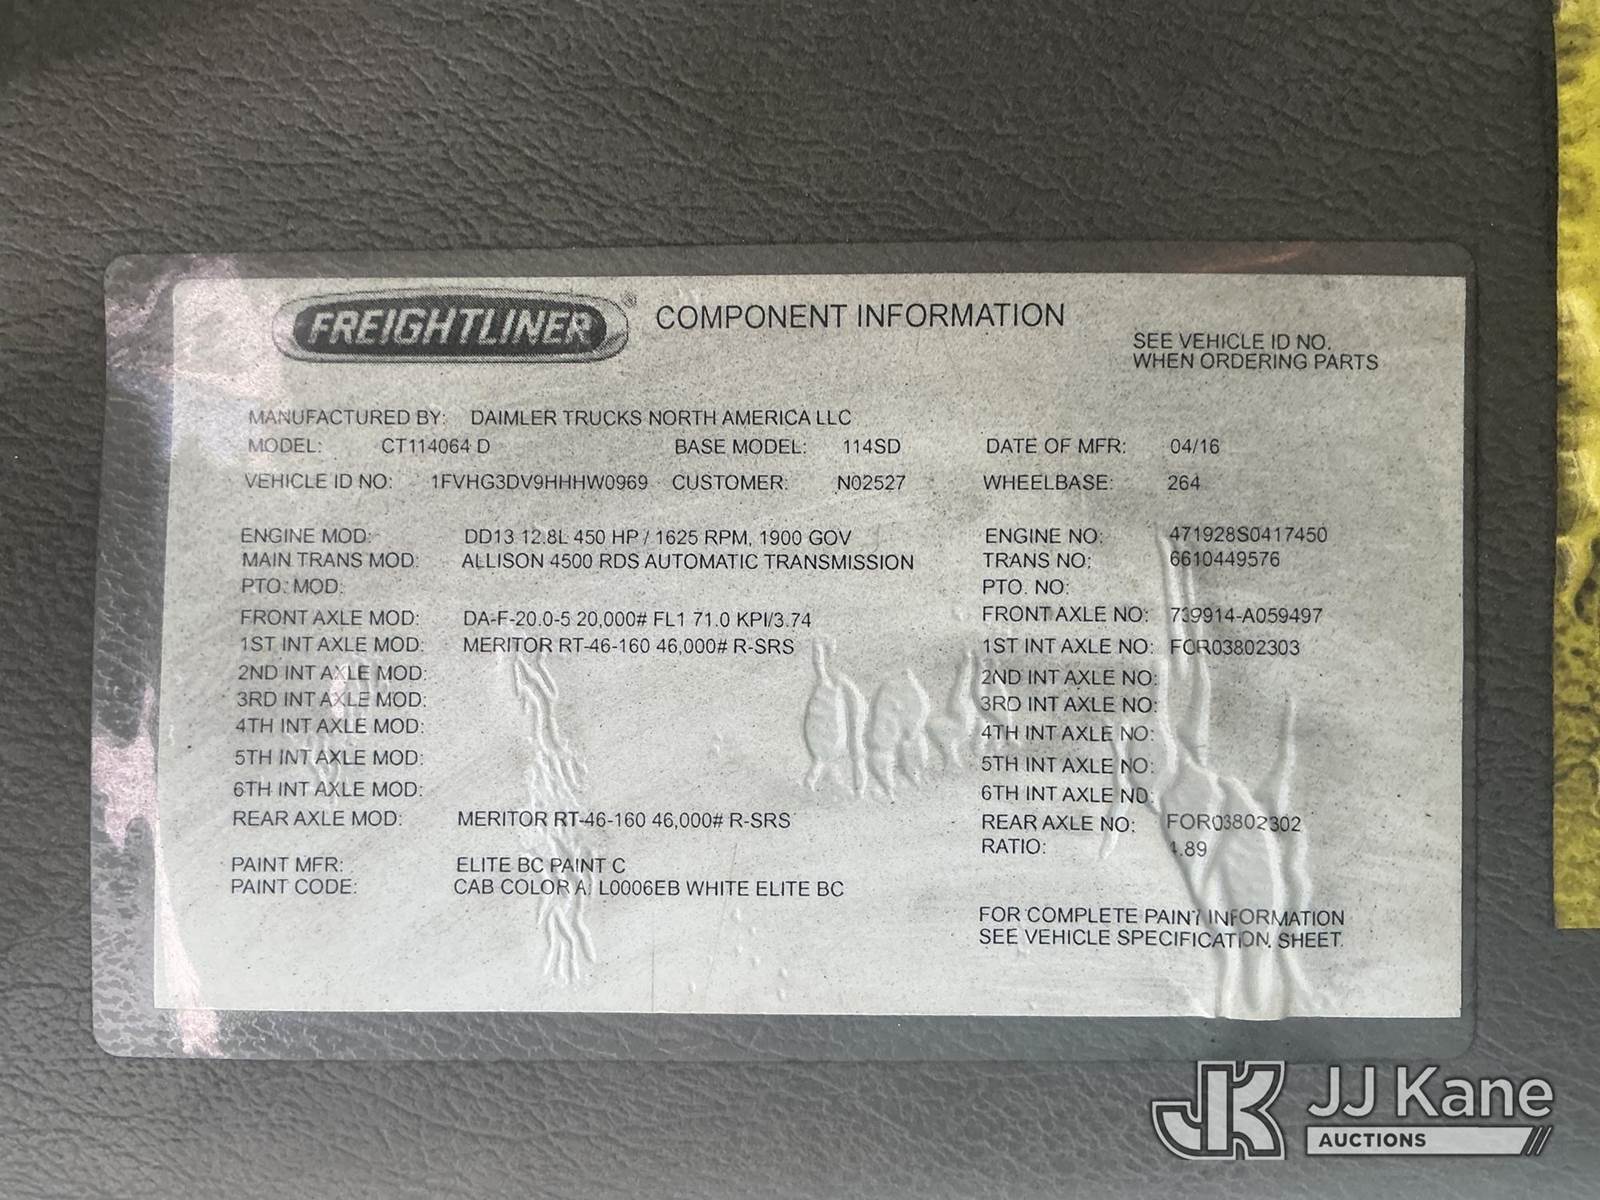 FREIGHTLINER® COMPONENT INFORMATION
SEE VEHICLE ID NO.
WHEN ORDERING PARTS
MANUFACTURED BY: DAIMLER TRUCKS NORTH AMERICA LLC
MODEL: CT114064 D BASE MODEL: 114SD DATE OF MFR: 04/16
VEHICLE ID NO: 1FVHG3DV9HHHW0969 CUSTOMER: N02527 WHEELBASE: 264
ENGINE MOD: DD13 12.8L 450 HP / 1625 RPM, 1900 GOV ENGINE NO: 471928S0417450
MAIN TRANS MOD: ALLISON 4500 RDS AUTOMATIC TRANSMISSION TRANS NO: 6610449576
PTO. MOD: PTO. NO:
FRONT AXLE MOD: DA-F-20.0-5 20,000# FL1 71.0 KPI/3.74 FRONT AXLE NO: 739914-A059497
1ST INT AXLE MOD: MERITOR RT-46-160 46,000# R-SRS 1ST INT AXLE NO: FOR03802303
2ND INT AXLE MOD: 2ND INT AXLE NO:
3RD INT AXLE MOD: 3RD INT AXLE NO:
4TH INT AXLE MOD: 4TH INT AXLE NO:
5TH INT AXLE MOD: 5TH INT AXLE NO:
6TH INT AXLE MOD: 6TH INT AXLE NO:
REAR AXLE MOD: MERITOR RT-46-160 46,000# R-SRS REAR AXLE NO: FOR03802302
RATIO: 4.89
PAINT MFR: ELITE BC PAINT C
PAINT CODE: CAB COLOR A: L0006EB WHITE ELITE BC
FOR COMPLETE PAINT INFORMATION
SEE VEHICLE SPECIFICATION SHEET.
JK JJ Kane
AUCTIONS